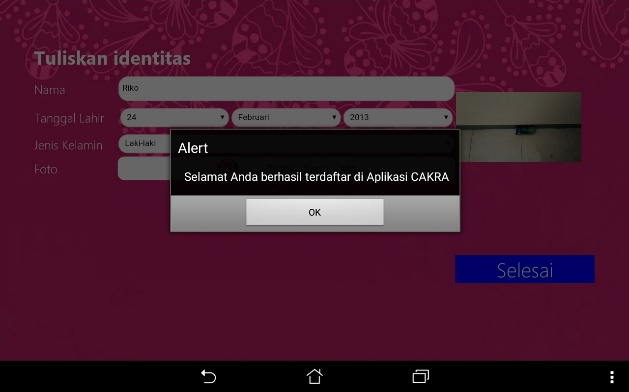 Tuliskan identitas
Nama
Riko
Tanggal Lahir
24
Februari
2013
Jenis Kelamin
Laki-laki
Foto
Alert
Selamat Anda berhasil terdaftar di Aplikasi CAKRA
OK
Selesai